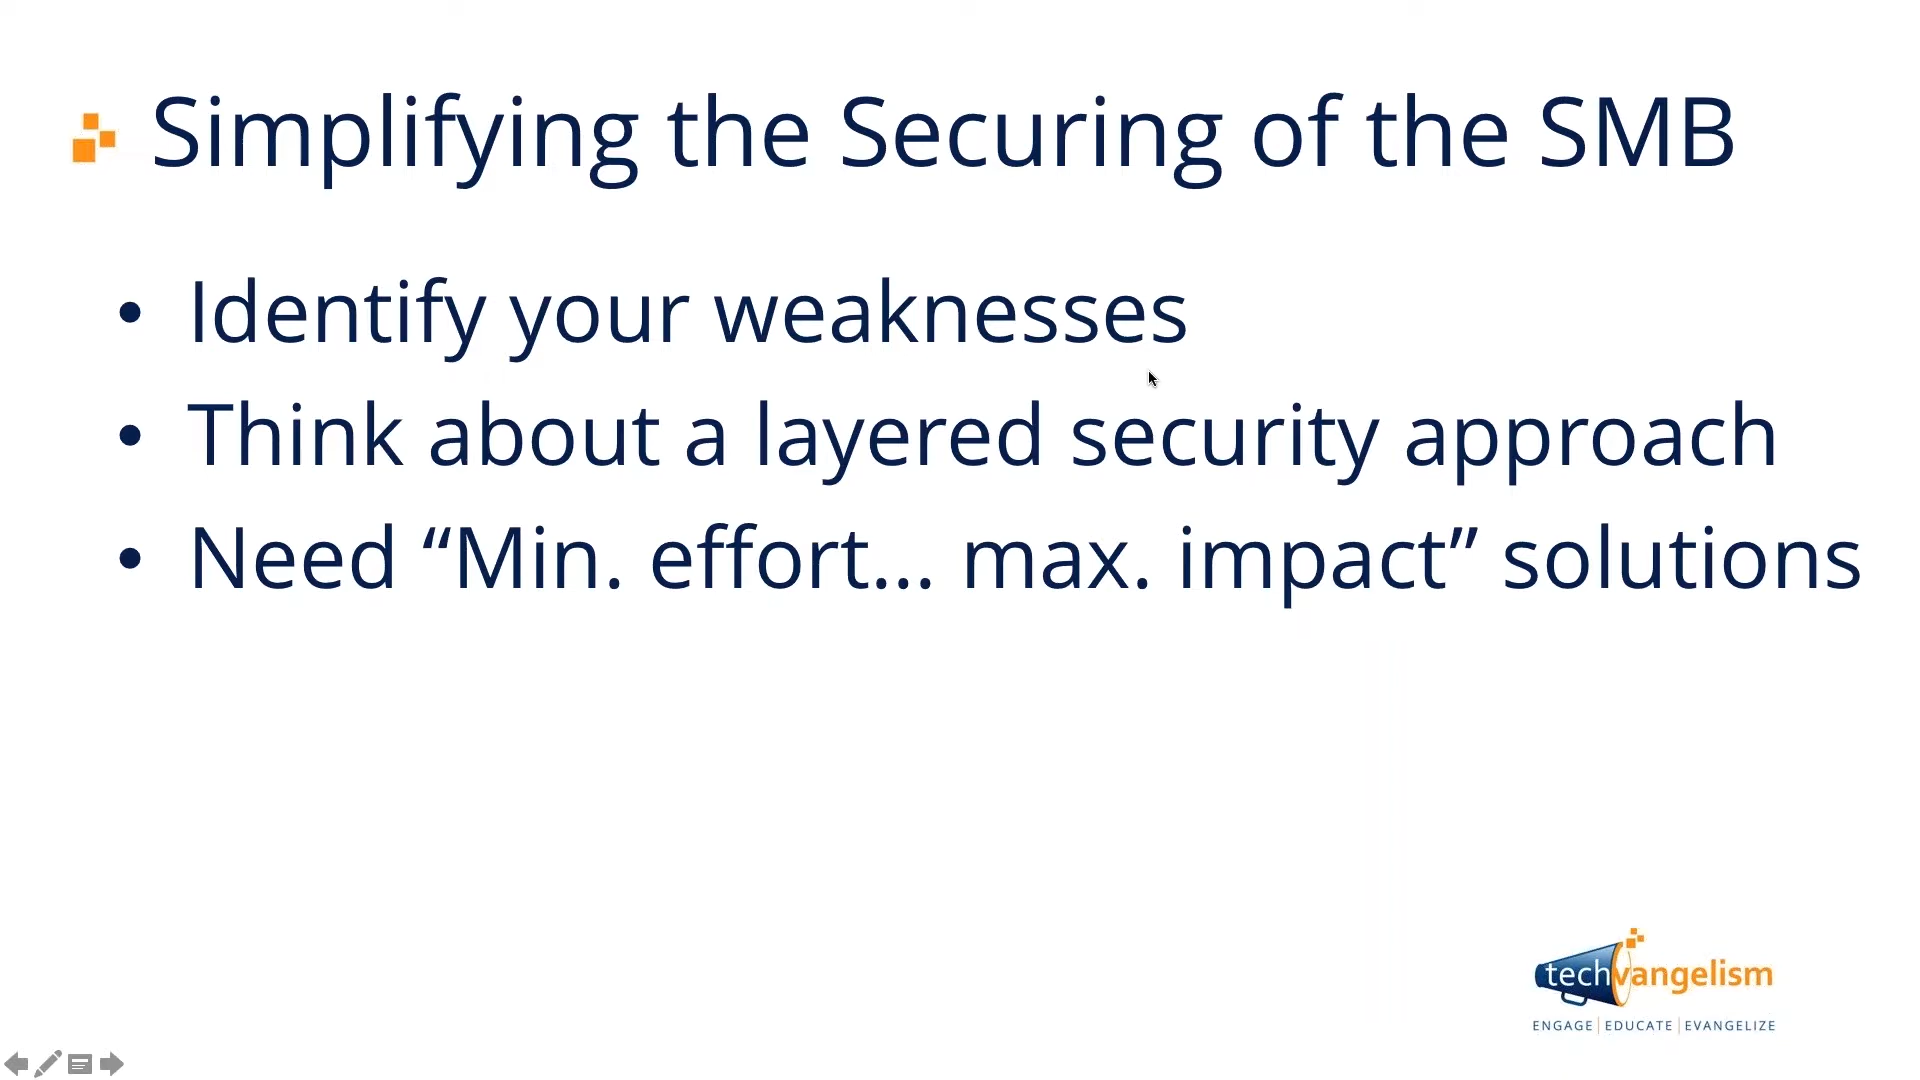 Simplifying the Securing of the SMB
• Identify your weaknesses
• Think about a layered security approach
• Need “Min. effort... max. impact” solutions
techvangelism
ENGAGE | EDUCATE | EVANGELIZE